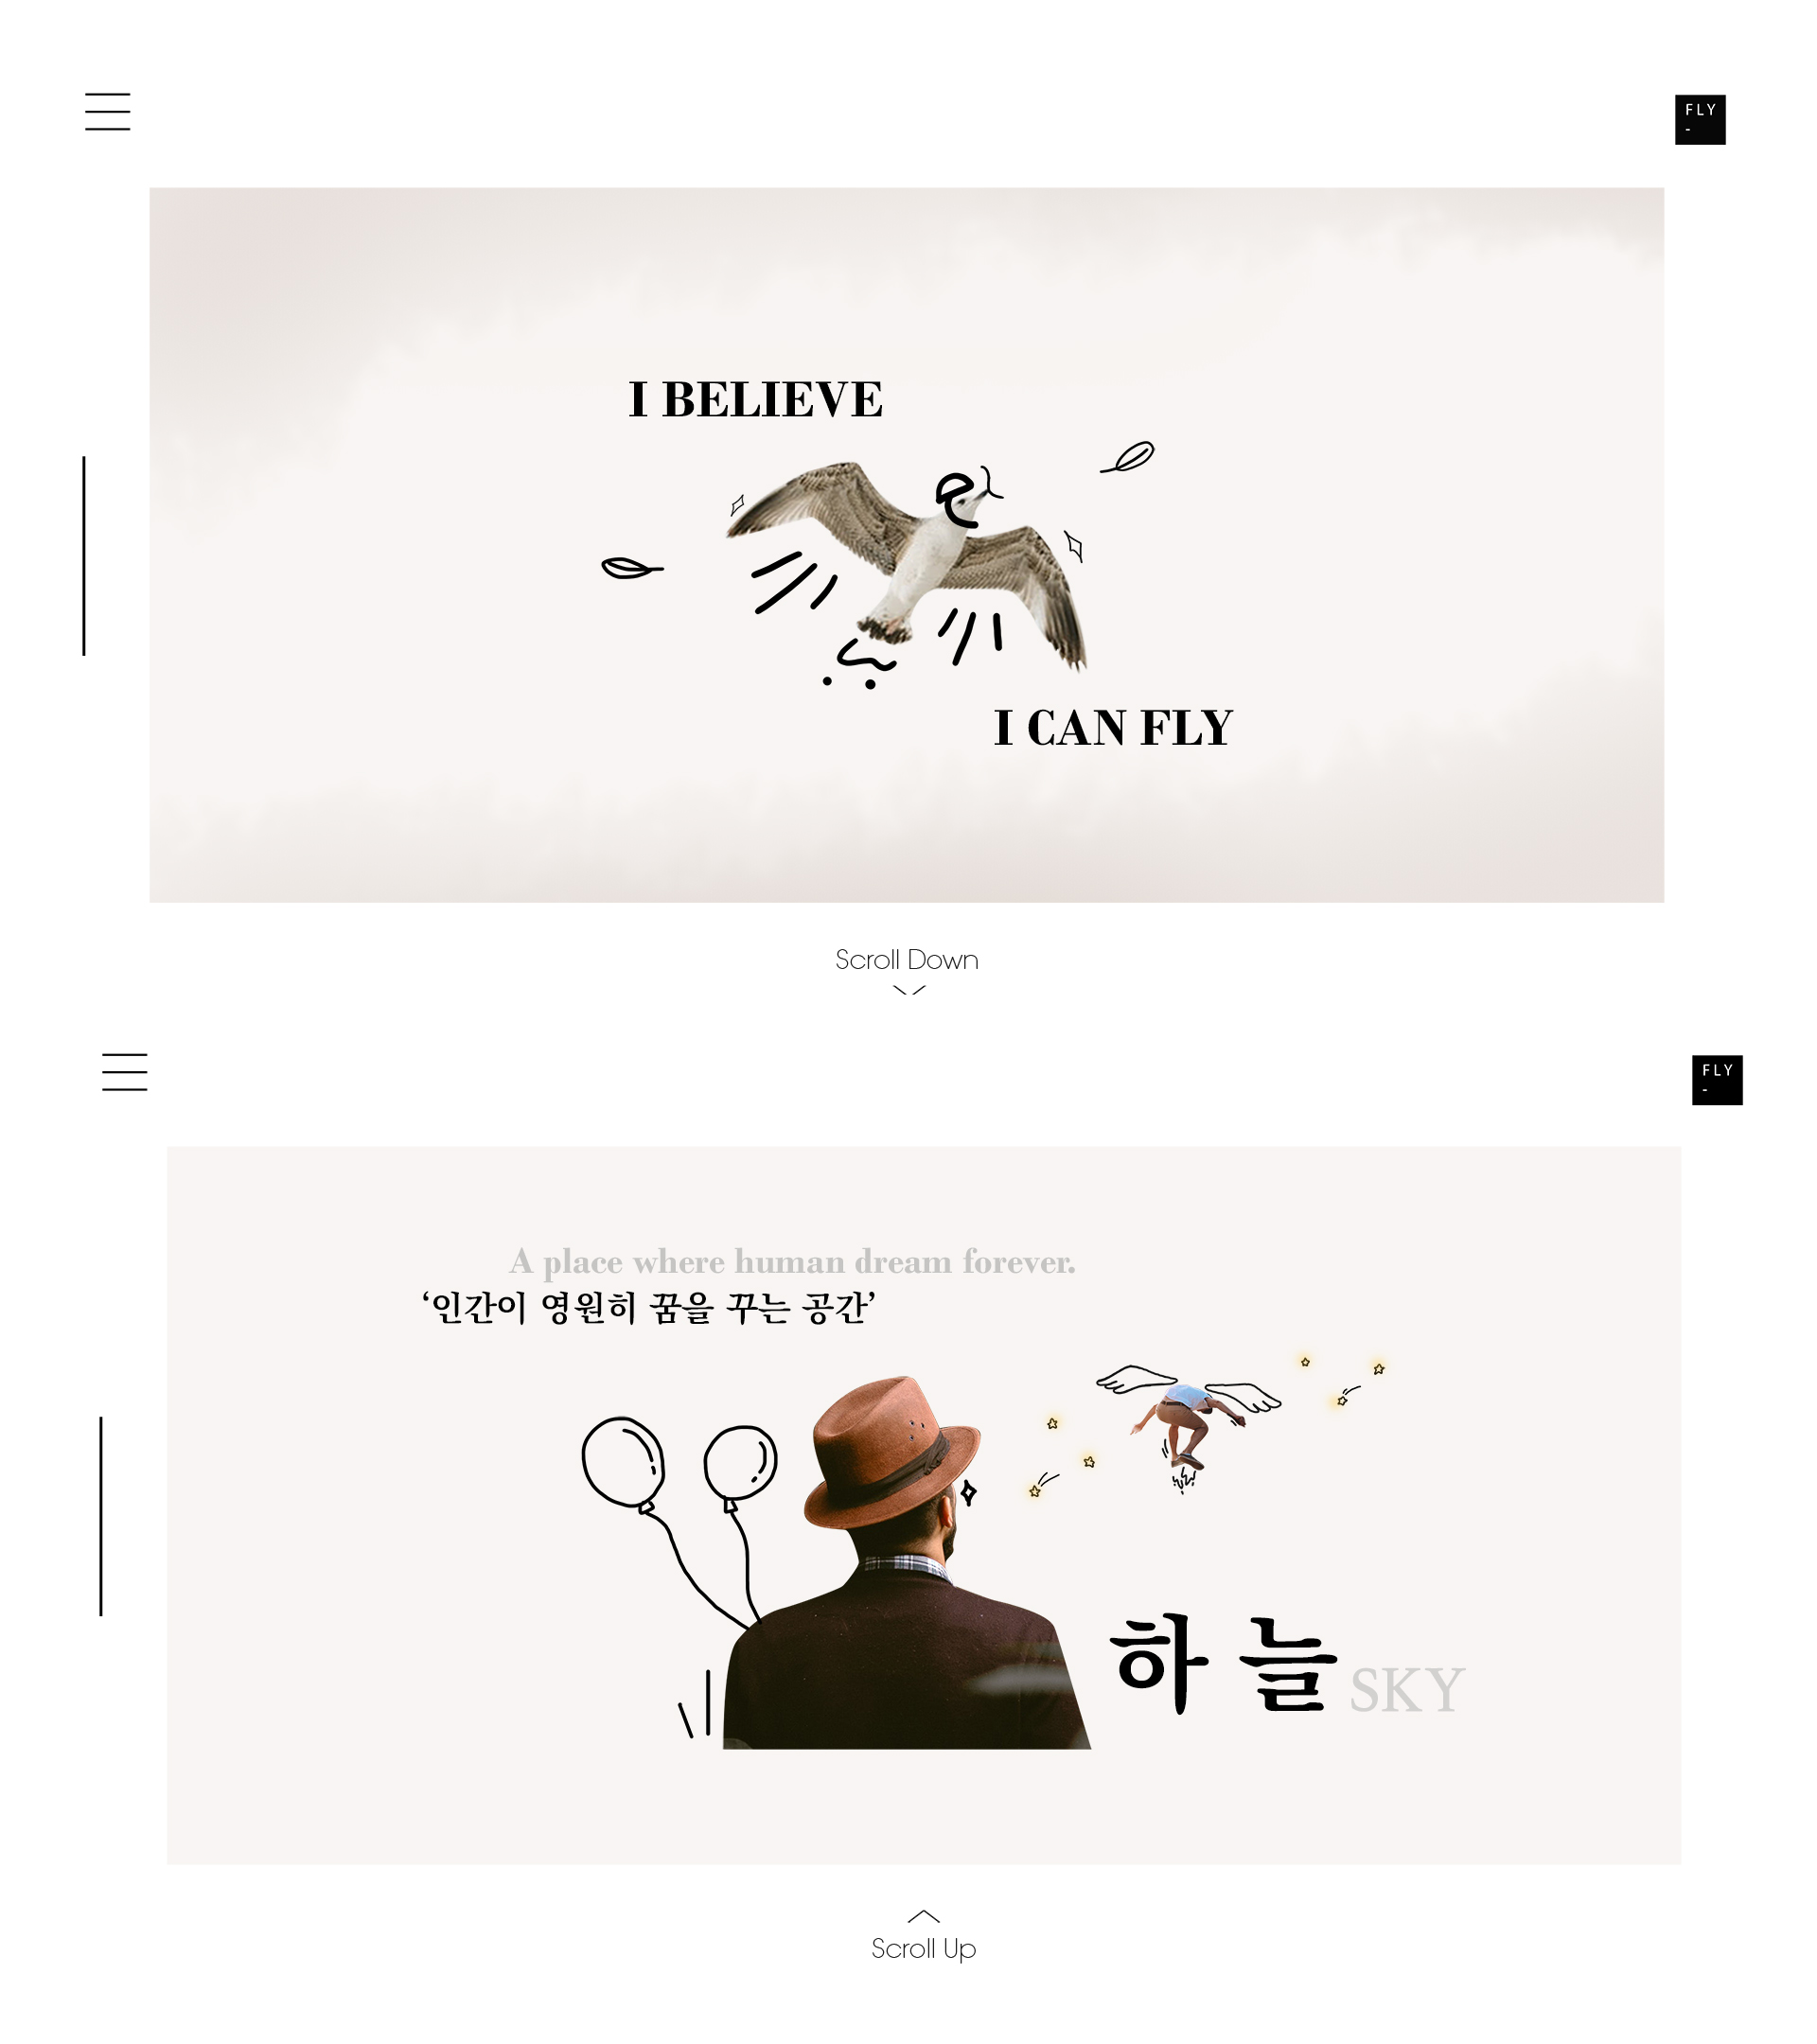 FLY
-
I BELIEVE
I CAN FLY
Scroll Down
FLY
-
A place where human dream forever.
‘인간이 영원히 꿈을 꾸는 공간’
하늘 SKY
Scroll Up